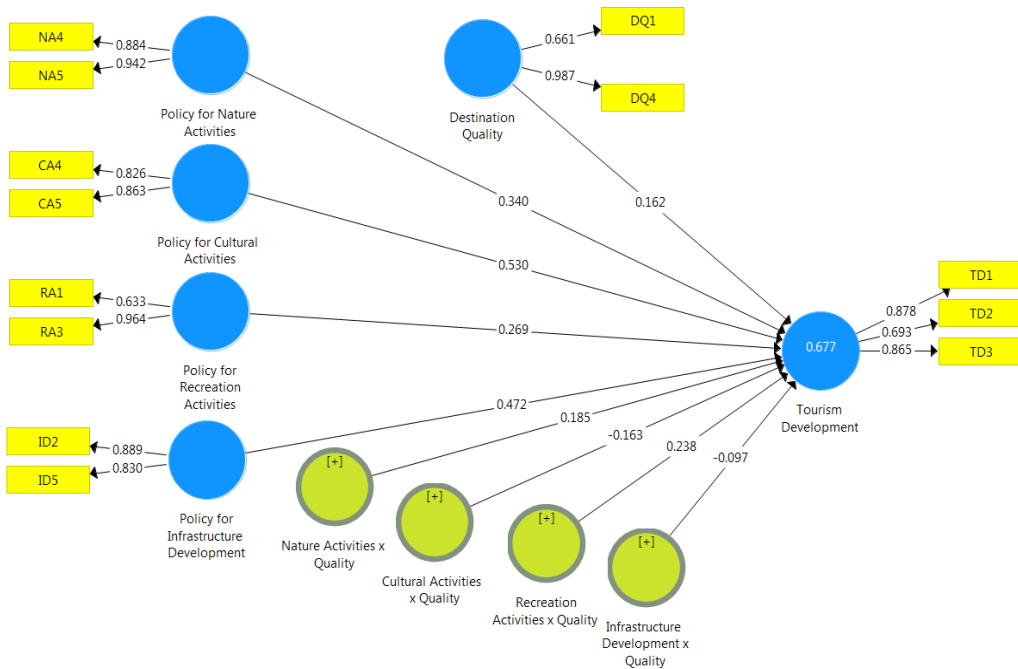 NA4
0.884
NA5
0.942
Policy for Nature
Activities
DQ1
0.661
0.987
DQ4
Destination
Quality
CA4
0.826
CA5
0.863
Policy for Cultural
Activities
0.340
0.162
0.530
RA1
0.633
RA3
0.964
Policy for
Recreation
Activities
0.269
TD1
0.878
TD2
0.693
TD3
0.865
0.677
Tourism
Development
ID2
0.889
ID5
0.830
Policy for
Infrastructure
Development
0.472
0.185
-0.163
0.238
-0.097
[+]
Nature Activities x
Quality
[+]
Cultural Activities
x Quality
[+]
Recreation
Activities x Quality
[+]
Infrastructure
Development x
Quality